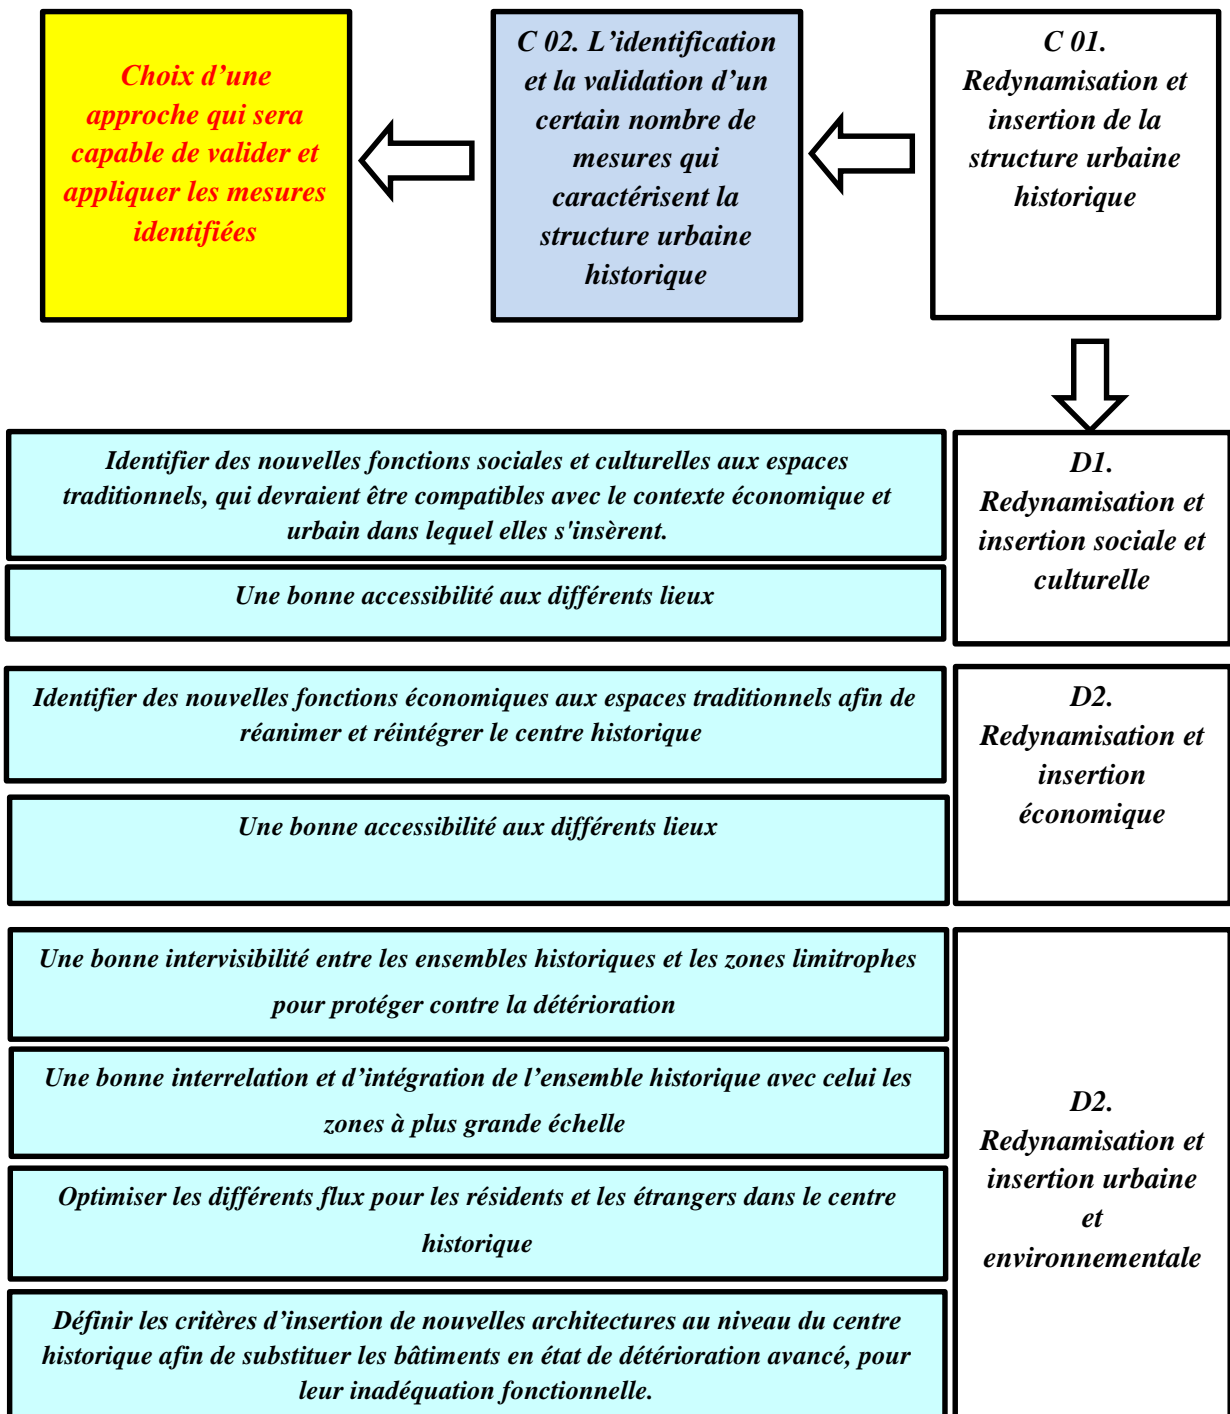 Choix d’une
approche qui sera
capable de valider et
appliquer les mesures
identifiées
C 02. L’identification
et la validation d’un
certain nombre de
mesures qui
caractérisent la
structure urbaine
historique
C 01.
Redynamisation et
insertion de la
structure urbaine
historique
Identifier des nouvelles fonctions sociales et culturelles aux espaces
traditionnels, qui devraient être compatibles avec le contexte économique et
urbain dans lequel elles s'insèrent.
Une bonne accessibilité aux différents lieux
D1.
Redynamisation et
insertion sociale et
culturelle
Identifier des nouvelles fonctions économiques aux espaces traditionnels afin de
réanimer et réintégrer le centre historique
Une bonne accessibilité aux différents lieux
D2.
Redynamisation et
insertion
économique
Une bonne intervisibilité entre les ensembles historiques et les zones limitrophes
pour protéger contre la détérioration
Une bonne interrelation et d’intégration de l’ensemble historique avec celui les
zones à plus grande échelle
Optimiser les différents flux pour les résidents et les étrangers dans le centre
historique
Définir les critères d’insertion de nouvelles architectures au niveau du centre
historique afin de substituer les bâtiments en état de détérioration avancé, pour
leur inadéquation fonctionnelle.
D2.
Redynamisation et
insertion urbaine
et
environnementale